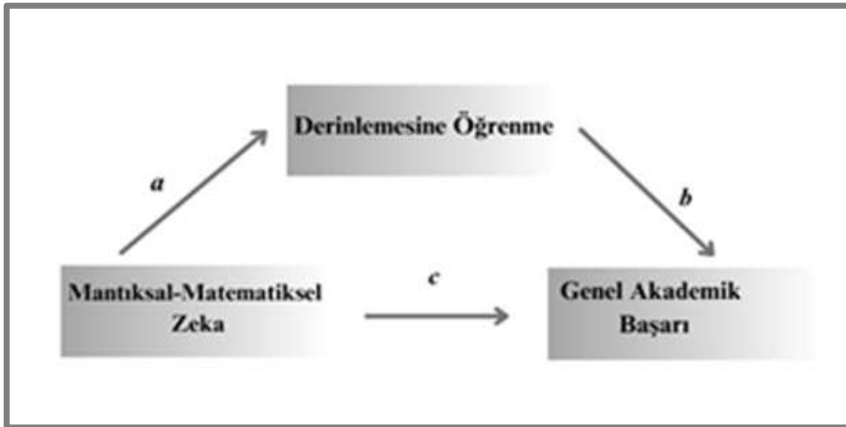 Derinlemesine Öğrenme
a
b
Mantıksal-Matematiksel
Zeka
c
Genel Akademik
Başarı